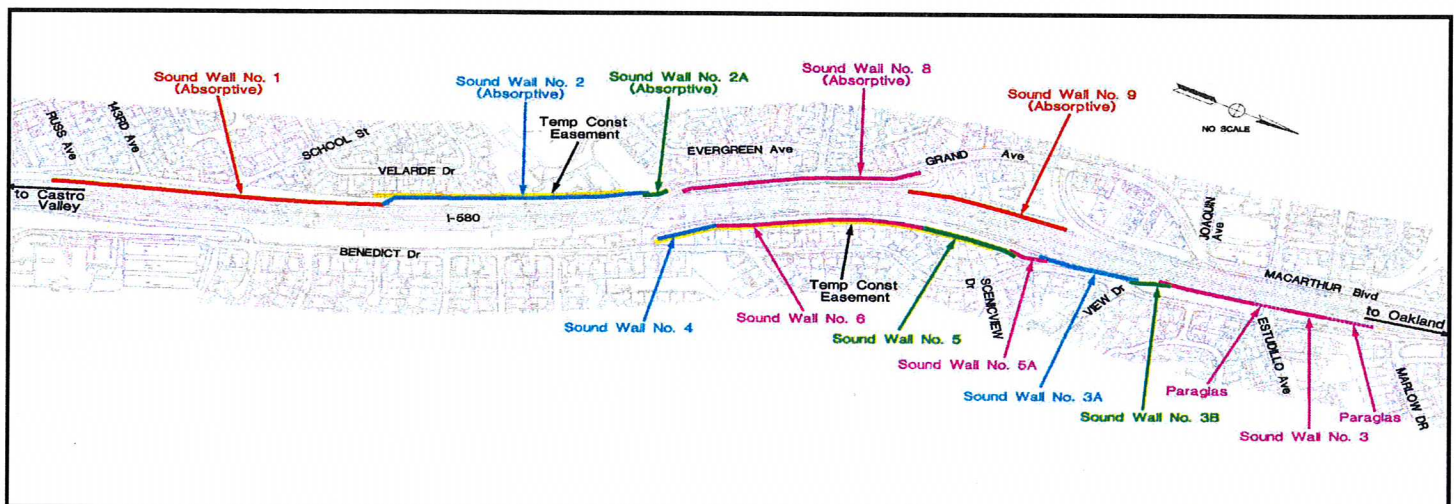 Sound Wall No. 1
(Absorptive)
Sound Wall No. 2
(Absorptive)
Sound Wall No. 2A
(Absorptive)
Sound Wall No. 8
(Absorptive)
Sound Wall No. 9
(Absorptive)
NO SCALE
RUSS Ave
143RD Ave
SCHOOL St
VELARDE Dr
Temp Const
Easement
EVERGREEN Ave
GRAND Ave
JOAQUIN
Ave
to Castro
Valley
I-580
BENEDICT Dr
MACARTHUR Blvd
to Oakland
Temp Const
Easement
SCENICVIEW
Dr
VIEW Dr
ESTUDILLO Ave
MARLOW DR
Sound Wall No. 4
Sound Wall No. 6
Sound Wall No. 5
Sound Wall No. 5A
Sound Wall No. 3A
Sound Wall No. 3B
Paraglas
Sound Wall No. 3
Paraglas